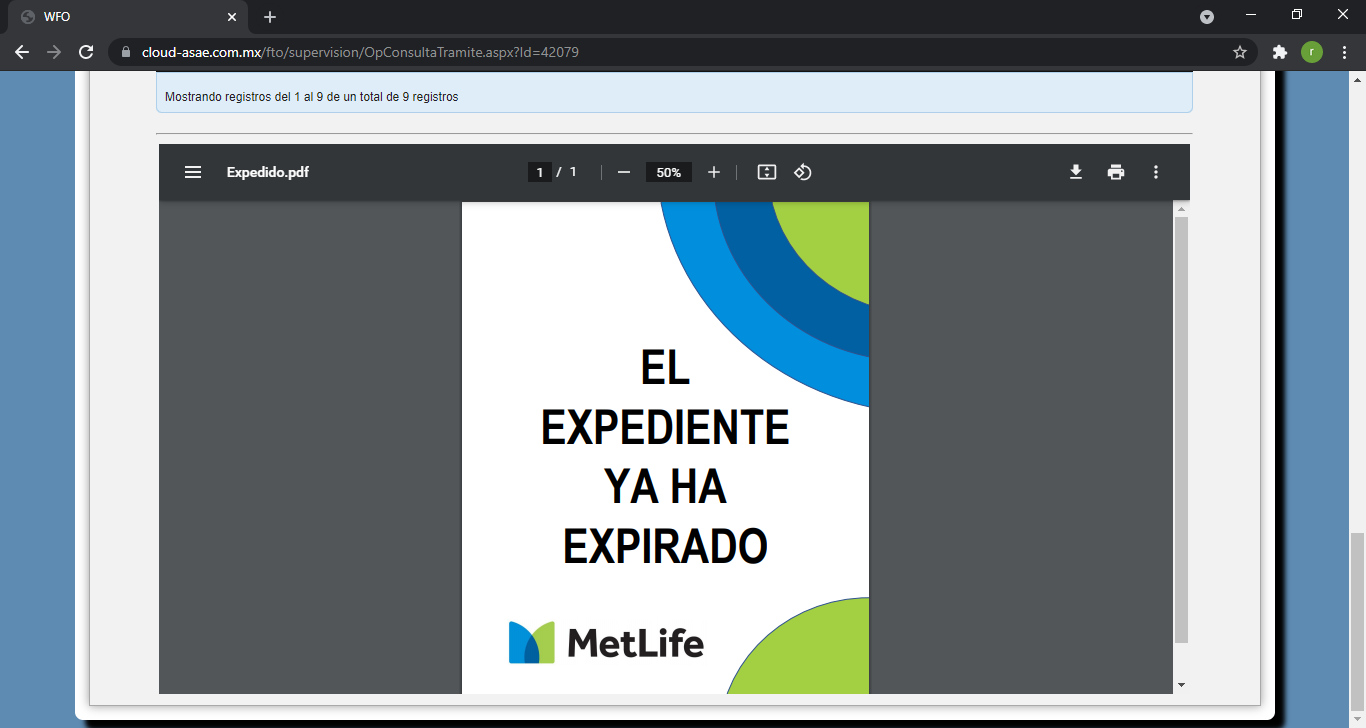 WFO
cloud-asae.com.mx/fto/supervision/OpConsultaTramite.aspx?Id=42079
r
Mostrando registros del 1 al 9 de un total de 9 registros
Expedido.pdf
1 / 1
50%
EL
EXPEDIENTE
YA HA
EXPIRADO
MetLife